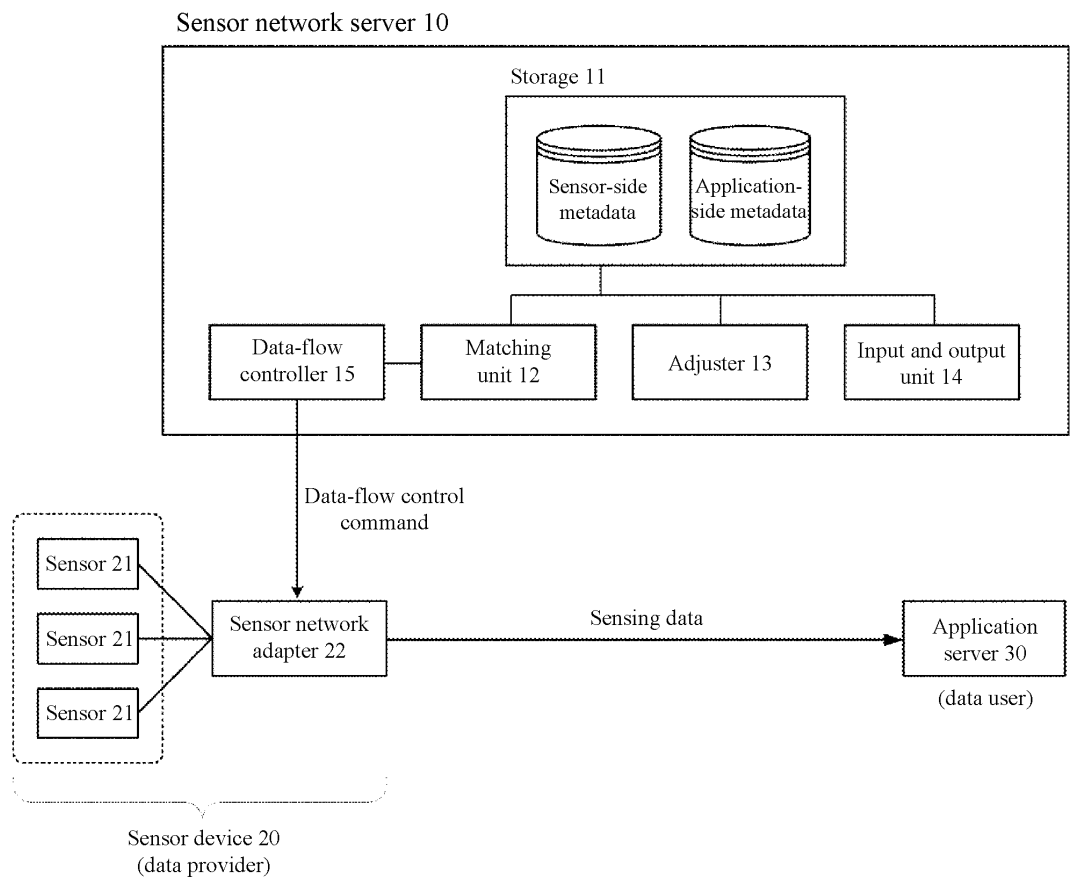 Sensor network server 10
Storage 11
Sensor-side
metadata
Application-
side metadata
Data-flow
controller 15
Matching
unit 12
Adjuster 13
Input and output
unit 14
Data-flow control
command
Sensor 21
Sensor 21
Sensor 21
Sensor network
adapter 22
Sensing data
Application
server 30
(data user)
Sensor device 20
(data provider)